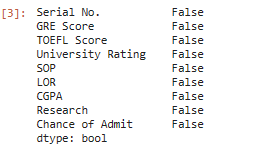 [3]: Serial No. False
GRE Score False
TOEFL Score False
University Rating False
SOP False
LOR False
CGPA False
Research False
Chance of Admit False
dtype: bool